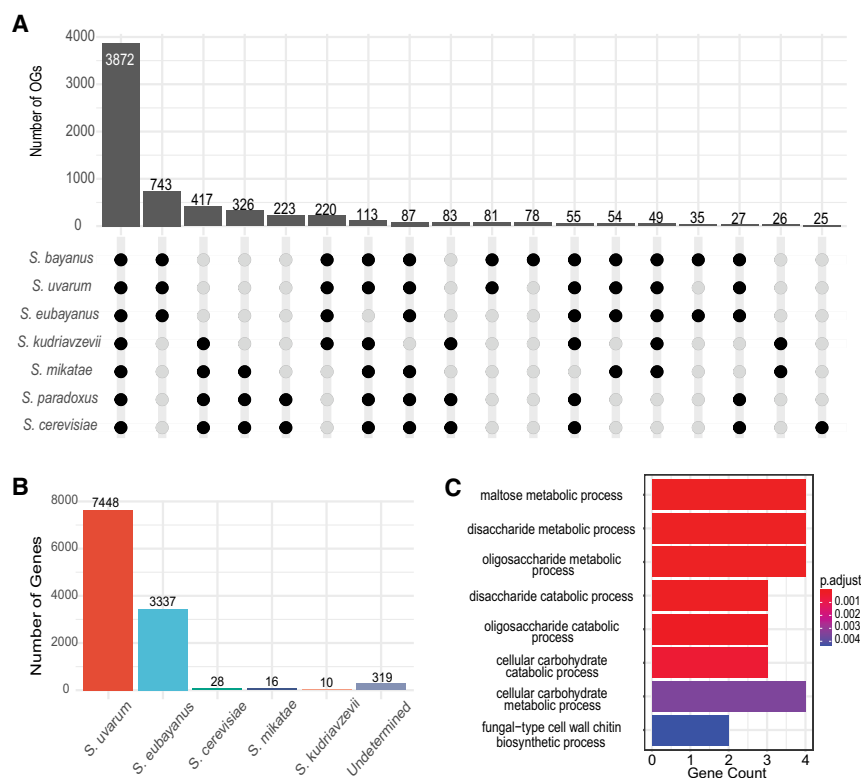 A
Number of OGs
4000
3000
2000
1000
0
3872
743
417
326
223
220
113
87
83
81
78
55
54
49
35
27
26
25
S. bayanus
S. uvarum
S. eubayanus
S. kudriavzevii
S. mikatae
S. paradoxus
S. cerevisiae
B
Number of Genes
8000
6000
4000
2000
0
7448
3337
28
16
10
319
S. uvarum
S. eubayanus
S. cerevisiae
S. mikatae
S. kudriavzevii
Undetermined
C
maltose metabolic process
disaccharide metabolic process
oligosaccharide metabolic
process
disaccharide catabolic process
oligosaccharide catabolic
process
cellular carbohydrate
catabolic process
cellular carbohydrate
metabolic process
fungal-type cell wall chitin
biosynthetic process
0 1 2 3 4
Gene Count
p.adjust
0.001
0.002
0.003
0.004